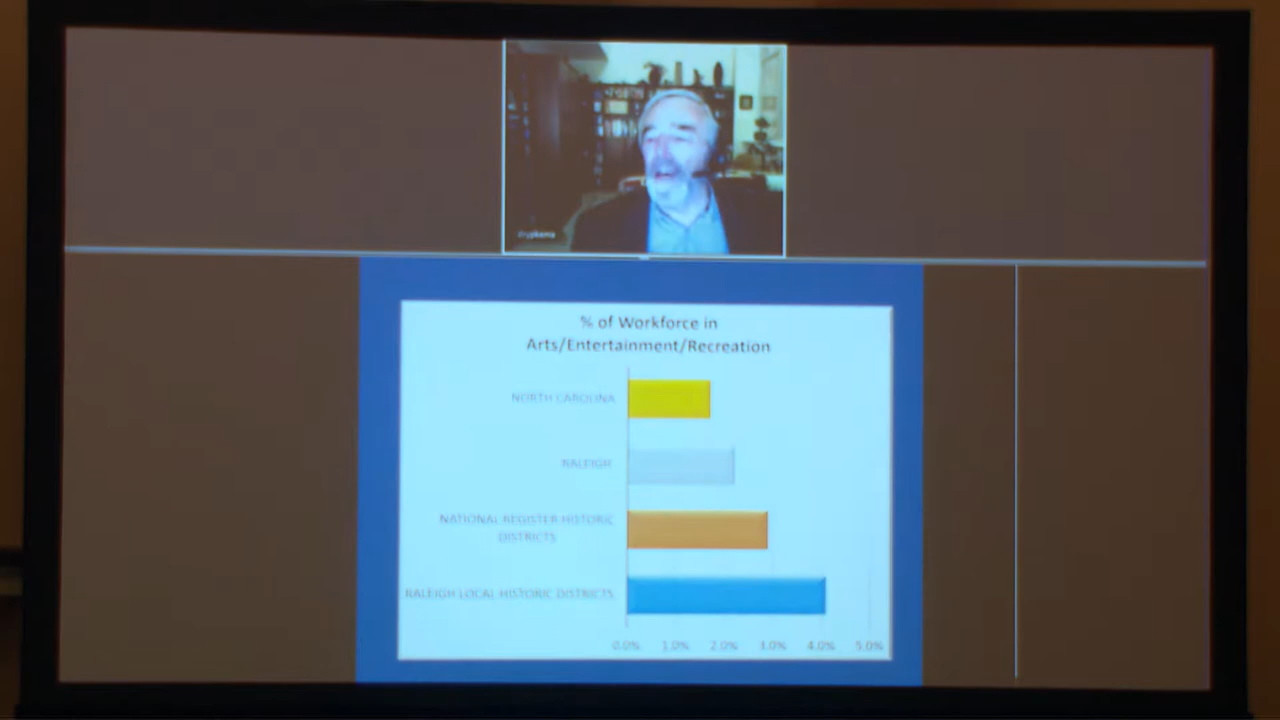 drypkema
% of Workforce in
Arts/Entertainment/Recreation
NORTH CAROLINA
RALEIGH
NATIONAL REGISTER HISTORIC
DISTRICTS
RALEIGH LOCAL HISTORIC DISTRICTS
0.0% 1.0% 2.0% 3.0% 4.0% 5.0%